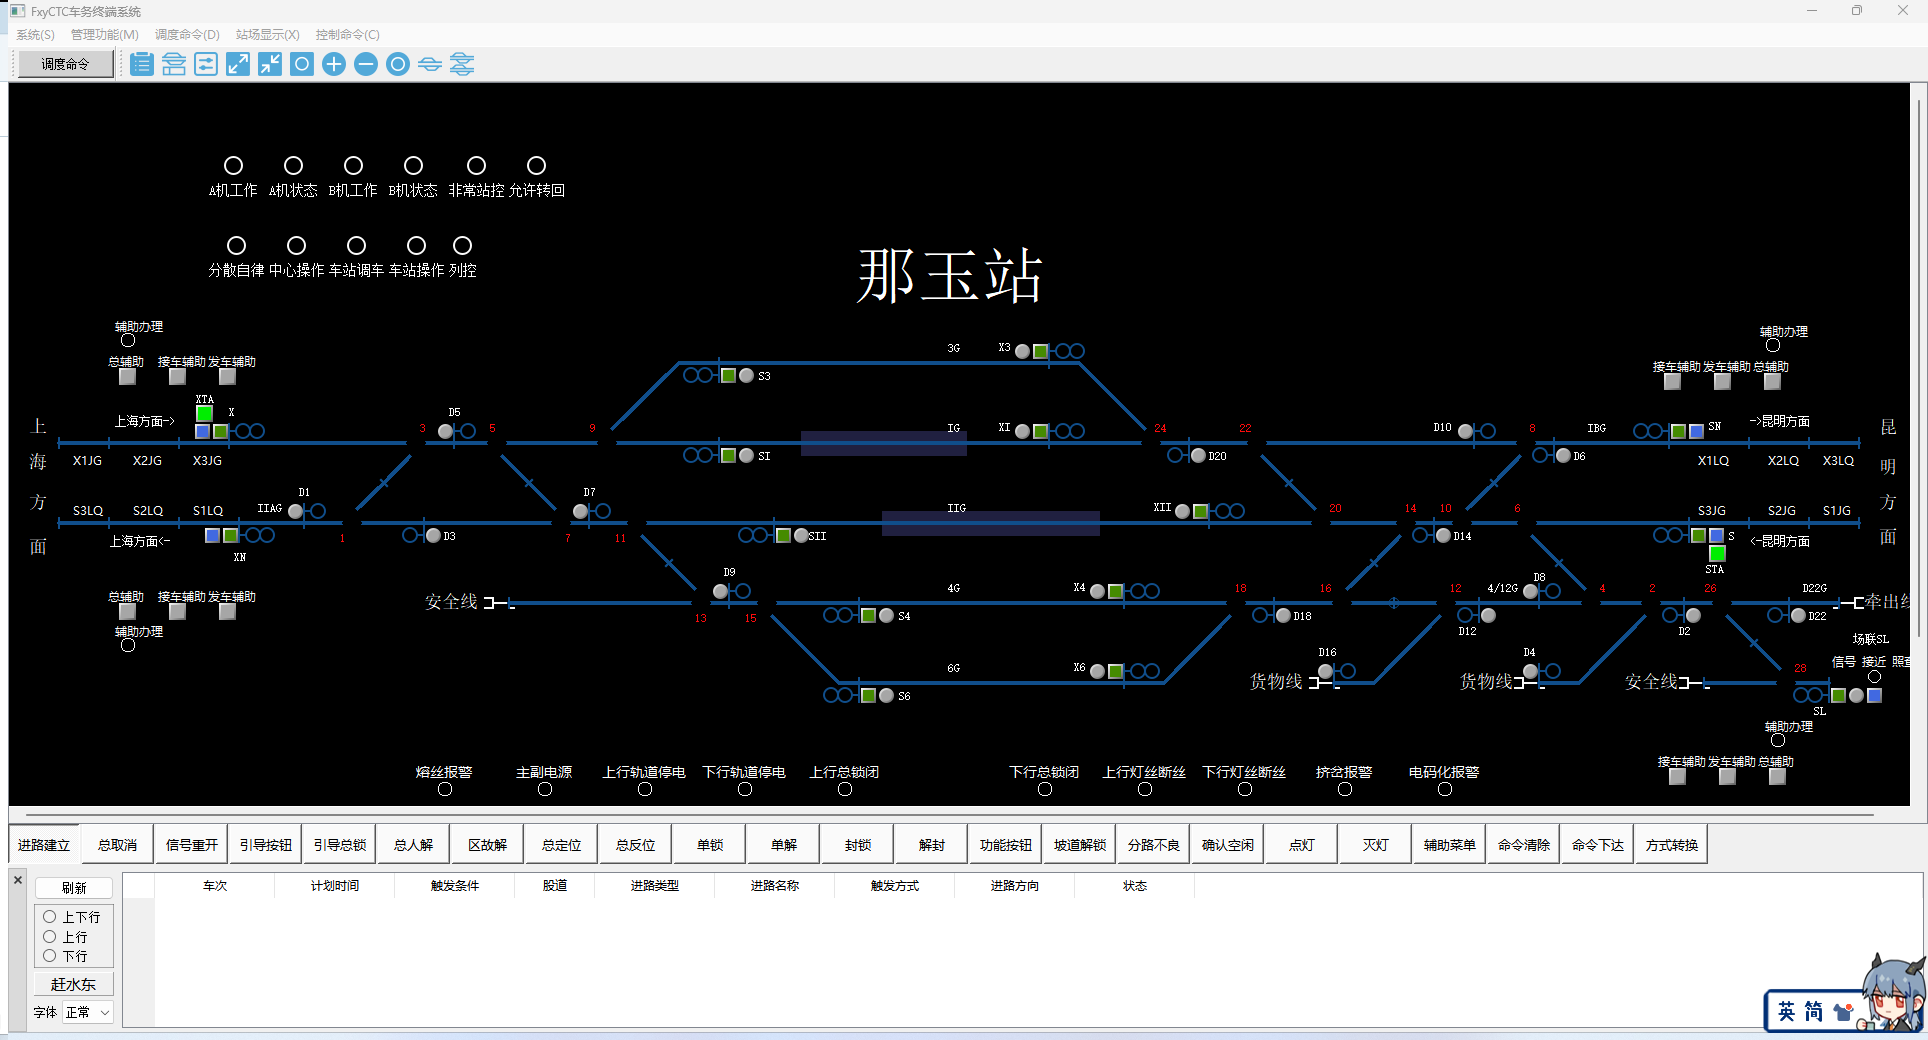 FxyCTC车务终端系统
系统(S) 管理功能(M) 调度命令(D) 站场显示(X) 控制命令(C)
调度命令
A机工作 A机状态 B机工作 B机状态 非常站控 允许转回
分散自律 中心操作 车站调车 车站操作 列控
那玉站
辅助办理
总辅助 接车辅助 发车辅助
辅助办理
接车辅助 发车辅助 总辅助
3G X3
S3
XTA
上海方面-> X
D5
3 5 9
IG XI
24 22
D10
8 IBG
SN ->昆明方面
上海方面
昆明方面
X1JG X2JG X3JG
SI
D20
D6
X1LQ X2LQ X3LQ
S3LQ S2LQ S1LQ IIAG D1
D7
IIG XII
20 14 10 6
S3JG S2JG S1JG
上海方面<- XN
1 D3 7 11
SII
D14
S <-昆明方面
STA
总辅助 接车辅助 发车辅助
辅助办理
安全线
D9
13 15
4G X4
S4
18 16 12 4/12G D8 4 2 26 D22G
牵出线
D18 D12 D2 D22
场联SL
6G X6
S6
货物线 D16
货物线 D4
安全线
28
信号 接近
SL
辅助办理
接车辅助 发车辅助 总辅助
熔丝报警 主副电源 上行轨道停电 下行轨道停电 上行总锁闭 下行总锁闭 上行灯丝断丝 下行灯丝断丝 挤岔报警 电码化报警
进路建立 总取消 信号重开 引导按钮 引导总锁 总人解 区故解 总定位 总反位 单锁 单解 封锁 解封 功能按钮 坡道解锁 分路不良 确认空闲 点灯 灭灯 辅助菜单 命令清除 命令下达 方式转换
刷新
上下行
上行
下行
赶水东
字体 正常
车次 计划时间 触发条件 股道 进路类型 进路名称 触发方式 进路方向 状态
英 简